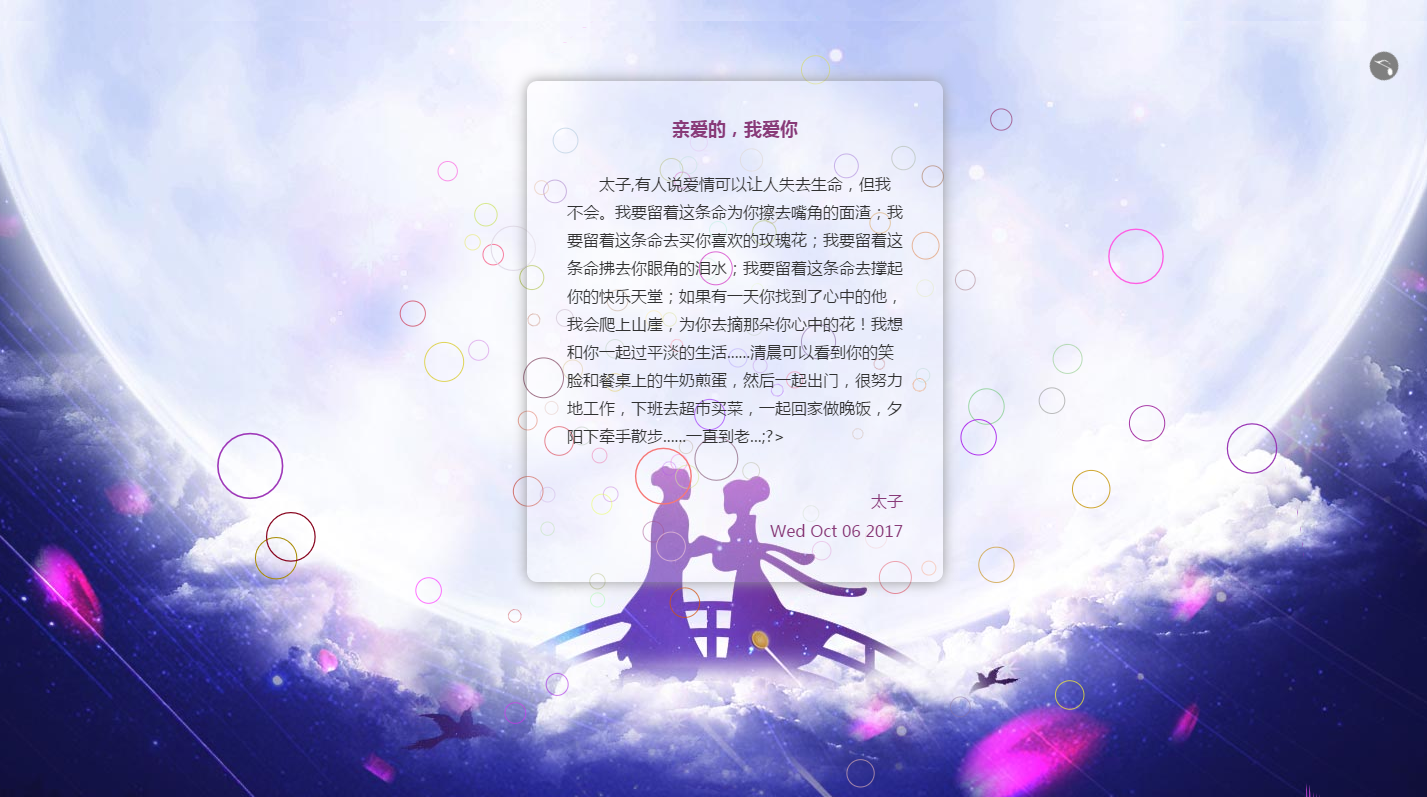 亲爱的，我爱你
太子,有人说爱情可以让人失去生命，但我
不会。我要留着这条命为你擦去嘴角的面渣；我
要留着这条命去买你喜欢的玫瑰花；我要留着这
条命拂去你眼角的泪水；我要留着这条命去撑起
你的快乐天堂；如果有一天你找到了心中的他，
我会爬上山崖，为你去摘那朵你心中的花！我想
和你一起过平淡的生活......清晨可以看到你的笑
脸和餐桌上的牛奶煎蛋，然后一起出门，很努力
地工作，下班去超市买菜，一起回家做晚饭，夕
阳下牵手散步......一直到老...;?>
太子
Wed Oct 06 2017